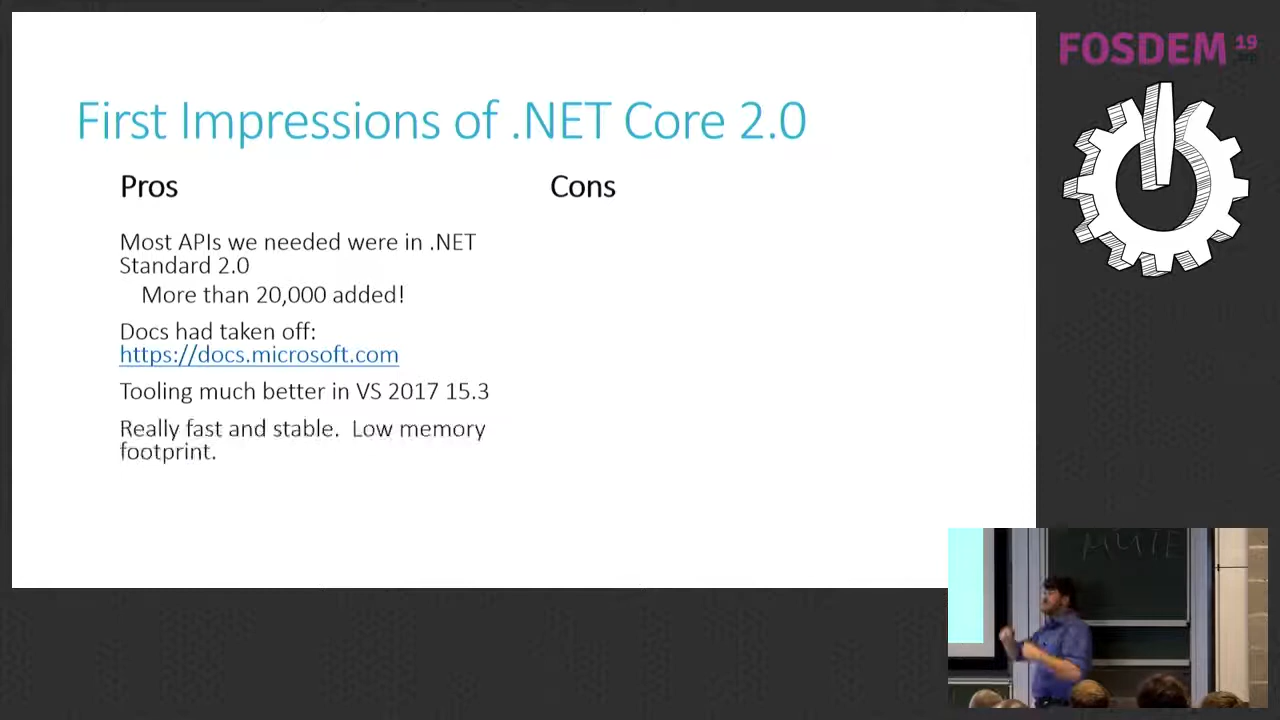 First Impressions of .NET Core 2.0
Pros
Most APIs we needed were in .NET
Standard 2.0
More than 20,000 added!
Docs had taken off:
https://docs.microsoft.com
Tooling much better in VS 2017 15.3
Really fast and stable. Low memory
footprint.
Cons
FOSDEM 19
.org
MUTE